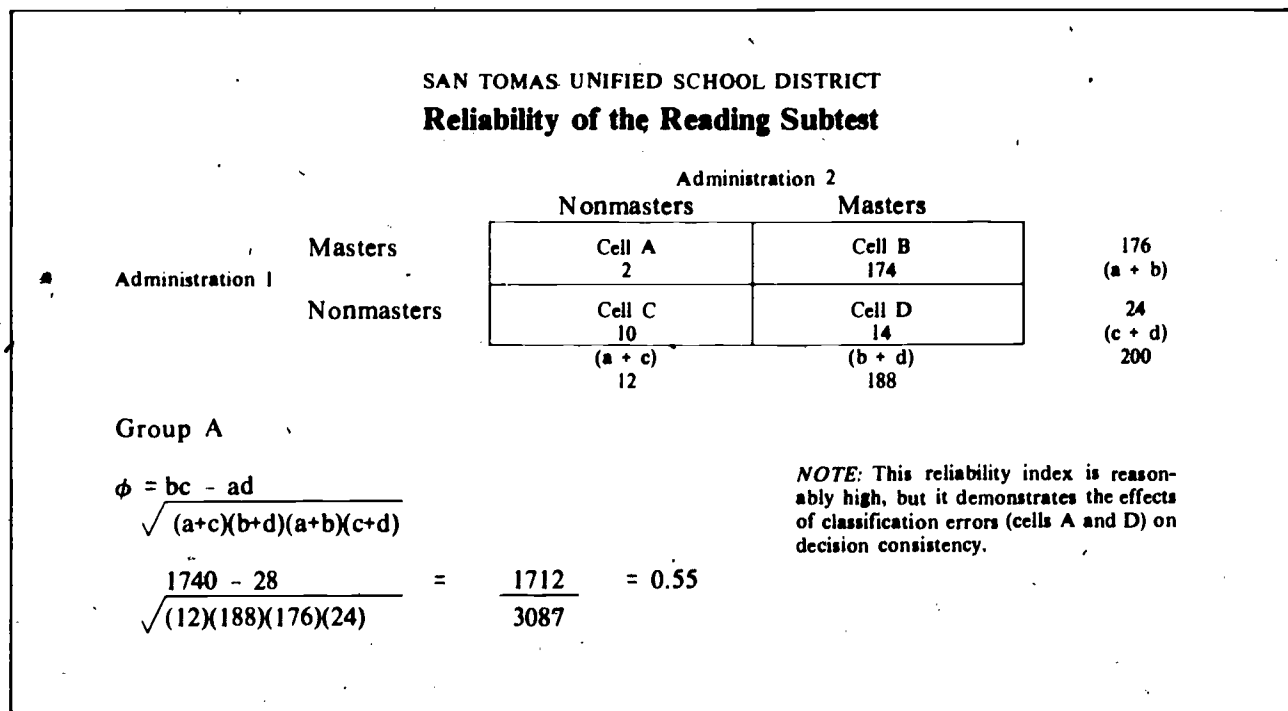 SAN TOMAS UNIFIED SCHOOL DISTRICT
Reliability of the Reading Subtest
Administration 2
Nonmasters Masters
Masters Cell A Cell B 176
2 174 (a + b)
Administration 1
Nonmasters Cell C Cell D 24
10 14 (c + d)
(a + c) (b + d) 200
12 188
Group A
ϕ = bc - ad
√(a+c)(b+d)(a+b)(c+d)
NOTE: This reliability index is reason-
ably high, but it demonstrates the effects
of classification errors (cells A and D) on
decision consistency.
1740 - 28 = 1712 = 0.55
√(12)(188)(176)(24) 3087